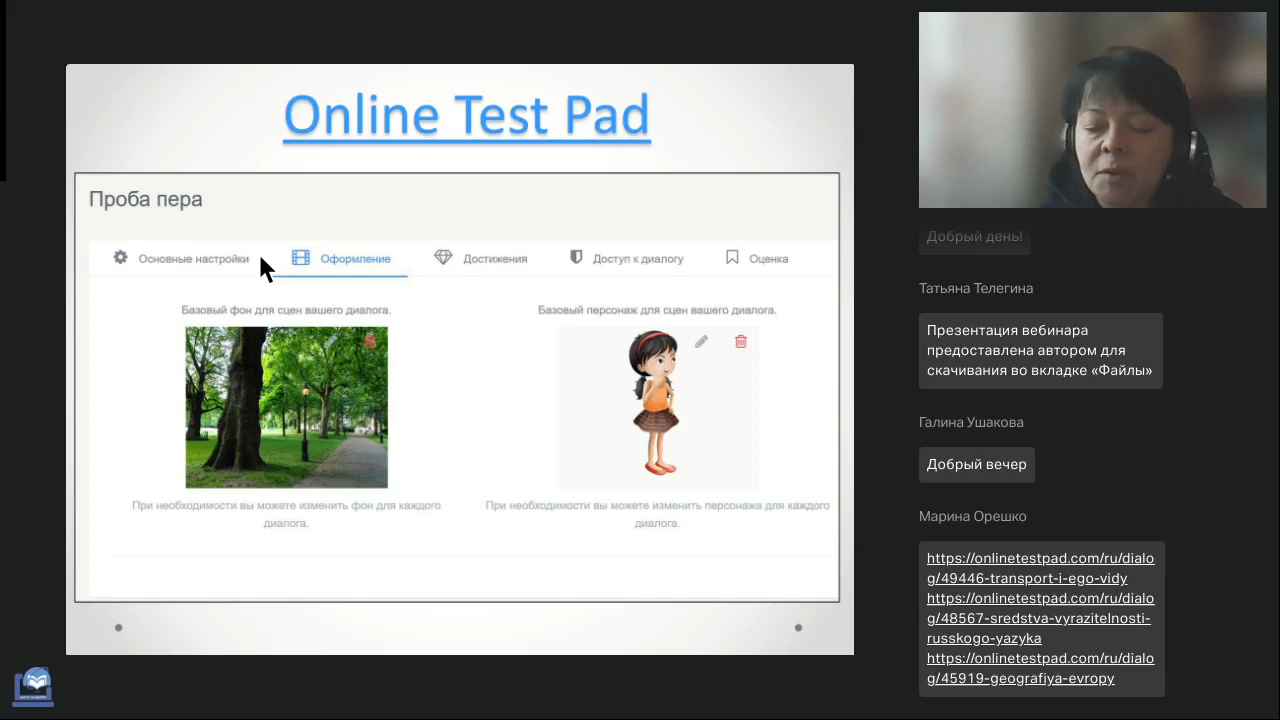 Online Test Pad
Проба пера
Основные настройки
Оформление
Достижения
Доступ к диалогу
Оценка
Базовый фон для сцен вашего диалога.
При необходимости вы можете изменить фон для каждого
диалога.
Базовый персонаж для сцен вашего диалога.
При необходимости вы можете изменить персонажа для каждого
диалога.
Добрый день!
Татьяна Телегина
Презентация вебинара
предоставлена автором для
скачивания во вкладке «Файлы»
Галина Ушакова
Добрый вечер
Марина Орешко
https://onlinetestpad.com/ru/dialo
g/49446-transport-i-ego-vidy
https://onlinetestpad.com/ru/dialo
g/48567-sredstva-vyrazitelnosti-
russkogo-yazyka
https://onlinetestpad.com/ru/dialo
g/45919-geografiya-evropy